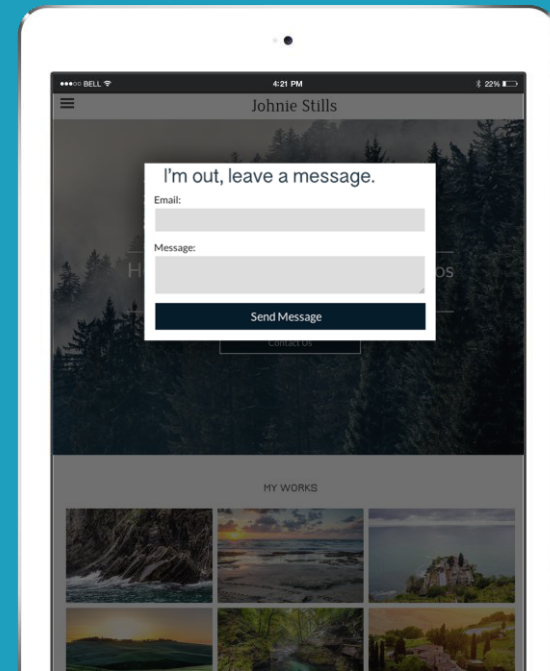 BELL
4:21 PM
22%
Johnie Stills
I'm out, leave a message.
Email:
Message:
Send Message
Contact Us
MY WORKS